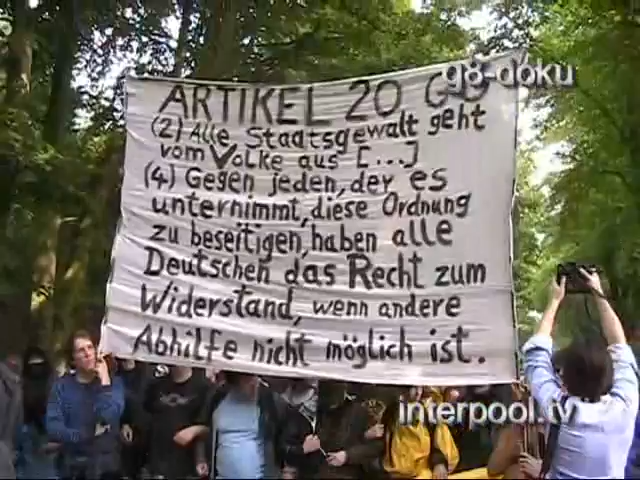 g8-doku
ARTIKEL 20 GG
(2) Alle Staatsgewalt geht
vom Volke aus [...]
(4) Gegen jeden, der es
unternimmt, diese Ordnung
zu beseitigen, haben alle
Deutschen das Recht zum
Widerstand, wenn andere
Abhilfe nicht möglich ist.
interpool.tv